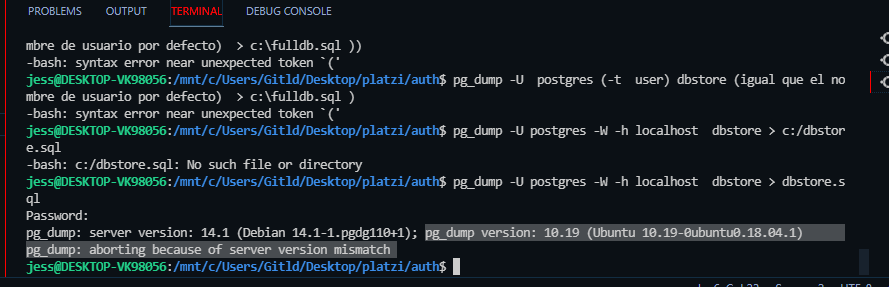 PROBLEMS OUTPUT TERMINAL DEBUG CONSOLE
mbre de usuario por defecto)  > c:\fulldb.sql ))
-bash: syntax error near unexpected token `('
jess@DESKTOP-VK98056:/mnt/c/Users/Gitld/Desktop/platzi/auth$ pg_dump -U  postgres (-t  user) dbstore (igual que el no
mbre de usuario por defecto)  > c:\fulldb.sql )
-bash: syntax error near unexpected token `('
jess@DESKTOP-VK98056:/mnt/c/Users/Gitld/Desktop/platzi/auth$ pg_dump -U postgres -W -h localhost  dbstore > c:/dbstor
e.sql
-bash: c:/dbstore.sql: No such file or directory
jess@DESKTOP-VK98056:/mnt/c/Users/Gitld/Desktop/platzi/auth$ pg_dump -U postgres -W -h localhost  dbstore > dbstore.s
ql
Password:
pg_dump: server version: 14.1 (Debian 14.1-1.pgdg110+1); pg_dump version: 10.19 (Ubuntu 10.19-0ubuntu0.18.04.1)
pg_dump: aborting because of server version mismatch
jess@DESKTOP-VK98056:/mnt/c/Users/Gitld/Desktop/platzi/auth$